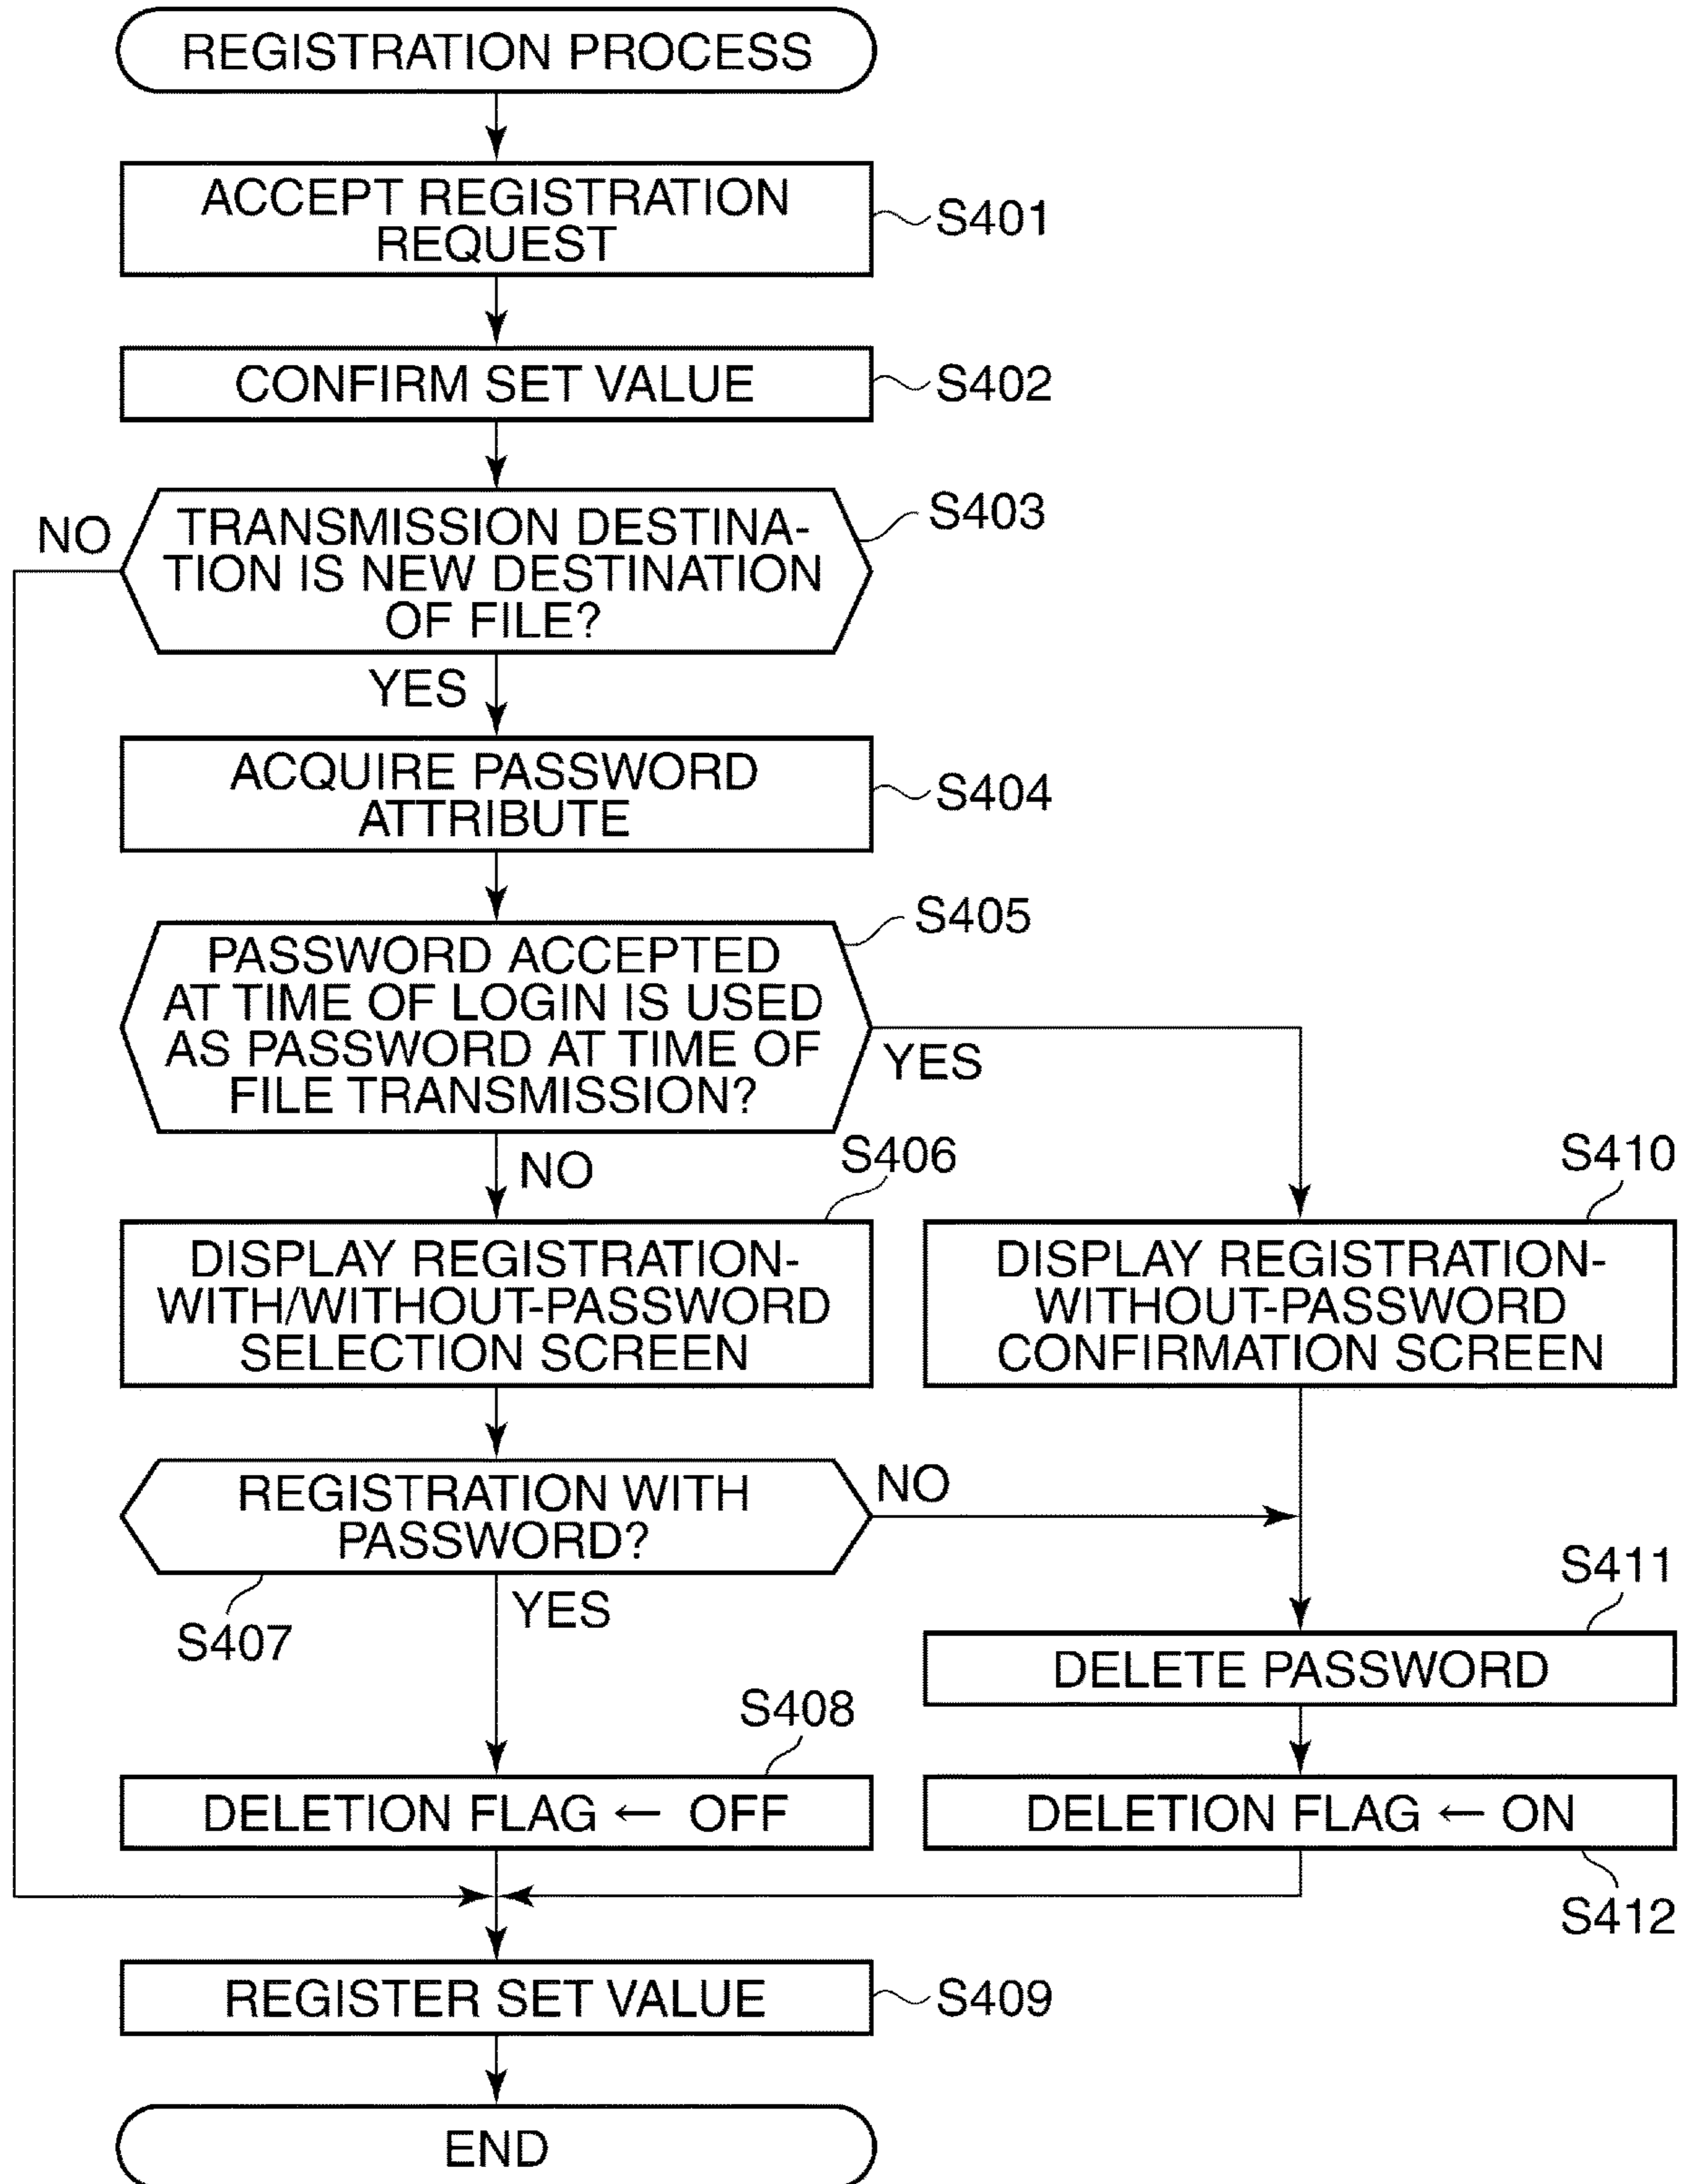 REGISTRATION PROCESS
ACCEPT REGISTRATION
REQUEST
S401
CONFIRM SET VALUE
S402
NO
TRANSMISSION DESTINA-
TION IS NEW DESTINATION
OF FILE?
S403
YES
ACQUIRE PASSWORD
ATTRIBUTE
S404
PASSWORD ACCEPTED
AT TIME OF LOGIN IS USED
AS PASSWORD AT TIME OF
FILE TRANSMISSION?
S405
YES
NO
S406
S410
DISPLAY REGISTRATION-
WITH/WITHOUT-PASSWORD
SELECTION SCREEN
DISPLAY REGISTRATION-
WITHOUT-PASSWORD
CONFIRMATION SCREEN
REGISTRATION WITH
PASSWORD?
NO
S407
YES
S411
DELETE PASSWORD
S408
DELETION FLAG ← OFF
DELETION FLAG ← ON
S412
REGISTER SET VALUE
S409
END